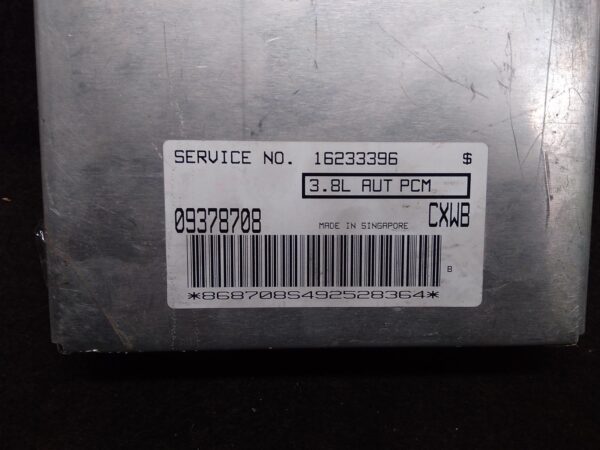 SERVICE NO. 16233396 $
3.8L AUT PCM
09378708 MADE IN SINGAPORE CXWB
B
*868708S492528364*